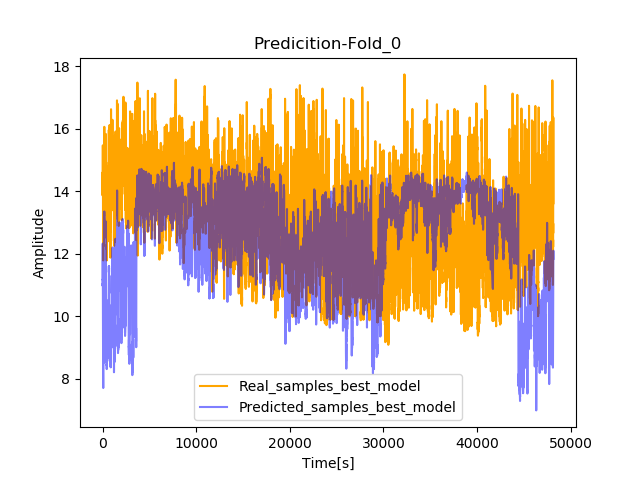 Predicition-Fold_0
18
16
14
12
10
8
Amplitude
Real_samples_best_model
Predicted_samples_best_model
0
10000
20000
30000
40000
50000
Time[s]